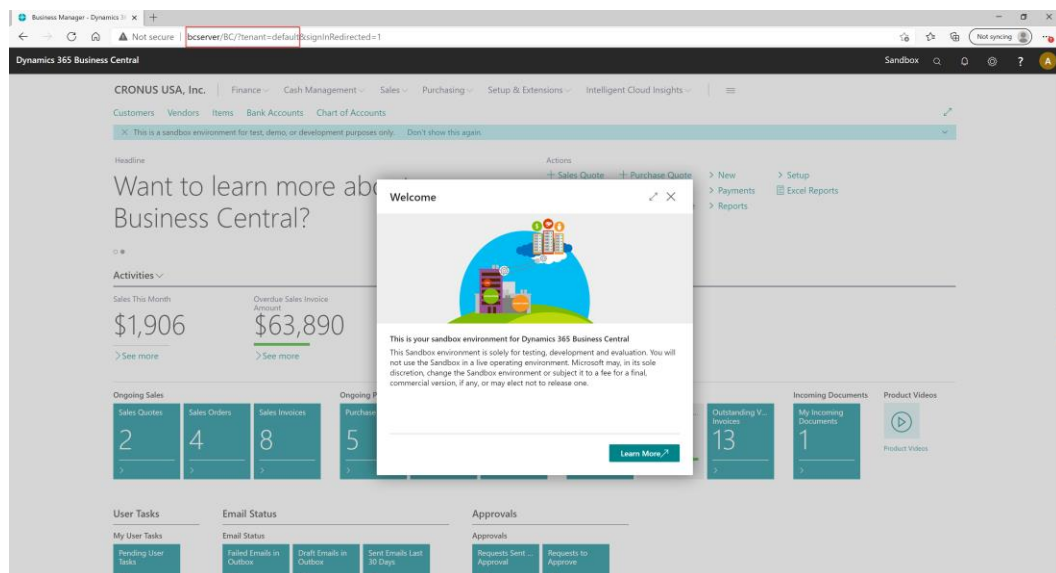 Business Manager - Dynamics 3
Not secure | bcserver/BC/?tenant=default&signInRedirected=1
Not syncing
Dynamics 365 Business Central
Sandbox
?
A
CRONUS USA, Inc. | Finance Cash Management Sales Purchasing Setup & Extensions Intelligent Cloud Insights
Customers Vendors Items Bank Accounts Chart of Accounts
This is a sandbox environment for test, demo, or development purposes only. Don't show this again.
Headline
Want to learn more abo
Business Central?
Actions
+ Sales Quote + Purchase Quote
> New
> Payments
> Reports
> Setup
Excel Reports
Welcome
This is your sandbox environment for Dynamics 365 Business Central
This Sandbox environment is solely for testing, development and evaluation. You will
not use the Sandbox in a live operating environment. Microsoft may, in its sole
discretion, change the Sandbox environment or subject it to a fee for a final,
commercial version, if any, or may elect not to release one.
Learn More
Activities
Sales This Month
$1,906
>See more
Overdue Sales Invoice
Amount
$63,890
>See more
Ongoing Sales
Sales Quotes
2
Sales Orders
4
Sales Invoices
8
Ongoing P
Purchase
5
Outstanding V...
Invoices
13
Incoming Documents
My Incoming
Documents
1
Product Videos
Product Videos
User Tasks
My User Tasks
Pending User
Tasks
Email Status
Email Status
Failed Emails in
Outbox
Draft Emails in
Outbox
Sent Emails Last
30 Days
Approvals
Approvals
Requests Sent ...
Approval
Requests to
Approve